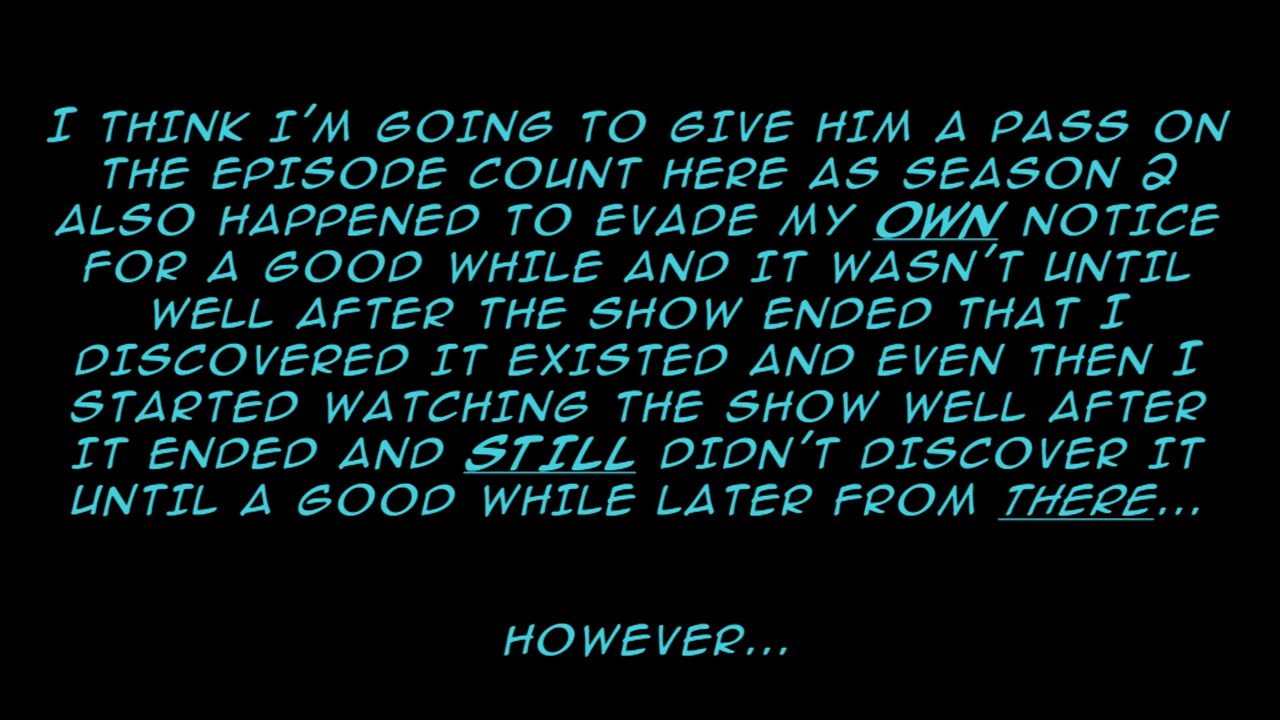 I THINK I'M GOING TO GIVE HIM A PASS ON
THE EPISODE COUNT HERE AS SEASON 2
ALSO HAPPENED TO EVADE MY OWN NOTICE
FOR A GOOD WHILE AND IT WASN'T UNTIL
WELL AFTER THE SHOW ENDED THAT I
DISCOVERED IT EXISTED AND EVEN THEN I
STARTED WATCHING THE SHOW WELL AFTER
IT ENDED AND STILL DIDN'T DISCOVER IT
UNTIL A GOOD WHILE LATER FROM THERE...
HOWEVER...